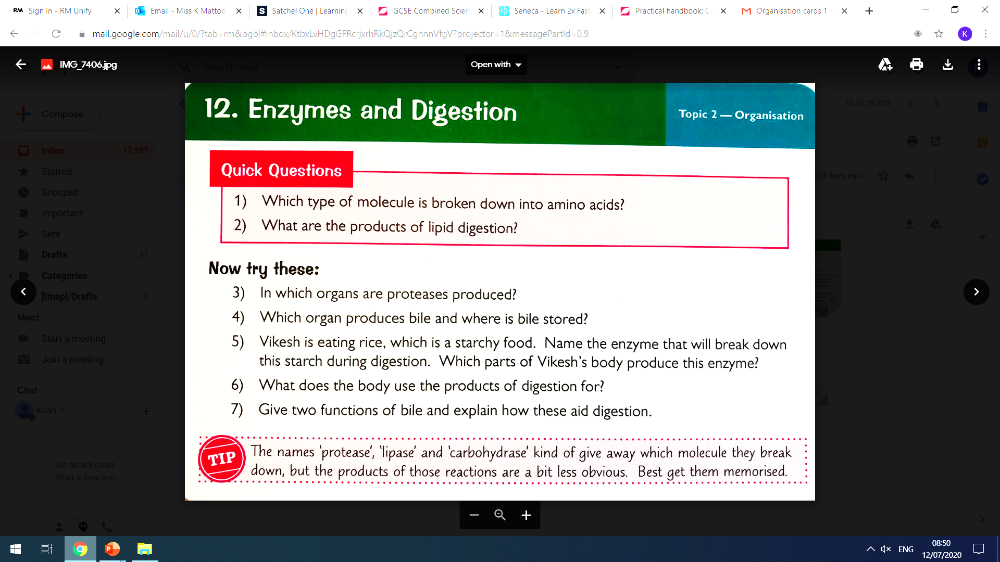 RM Sign In - RM Unify
Email - Miss K Mattoo
S Satchel One | Learning
GCSE Combined Scien
Seneca - Learn 2x Fast
Practical handbook: Co
Organisation cards 1 -
mail.google.com/mail/u/0/?tab=rm&ogbl#inbox/KtbxLvHDgGFRcrjxrhRkQjzQrCghnnVfgV?projector=1&messagePartId=0.9
K
IMG_7406.jpg
Search mail
Open with
Compose
33 of 25,423
Inbox 17,997
Starred
(4 days ago)
Snoozed
Important
Sent
Drafts 31
Categories
[Imap]/Drafts 5
Meet
Start a meeting
Join a meeting
Chat
Kiran
No recent chats
Start a new one
12. Enzymes and Digestion
Topic 2 — Organisation
Quick Questions
1) Which type of molecule is broken down into amino acids?
2) What are the products of lipid digestion?
Now try these:
3) In which organs are proteases produced?
4) Which organ produces bile and where is bile stored?
5) Vikesh is eating rice, which is a starchy food. Name the enzyme that will break down
this starch during digestion. Which parts of Vikesh's body produce this enzyme?
6) What does the body use the products of digestion for?
7) Give two functions of bile and explain how these aid digestion.
TIP
The names 'protease', 'lipase' and 'carbohydrase' kind of give away which molecule they break
down, but the products of those reactions are a bit less obvious. Best get them memorised.
ENG
08:50
12/07/2020